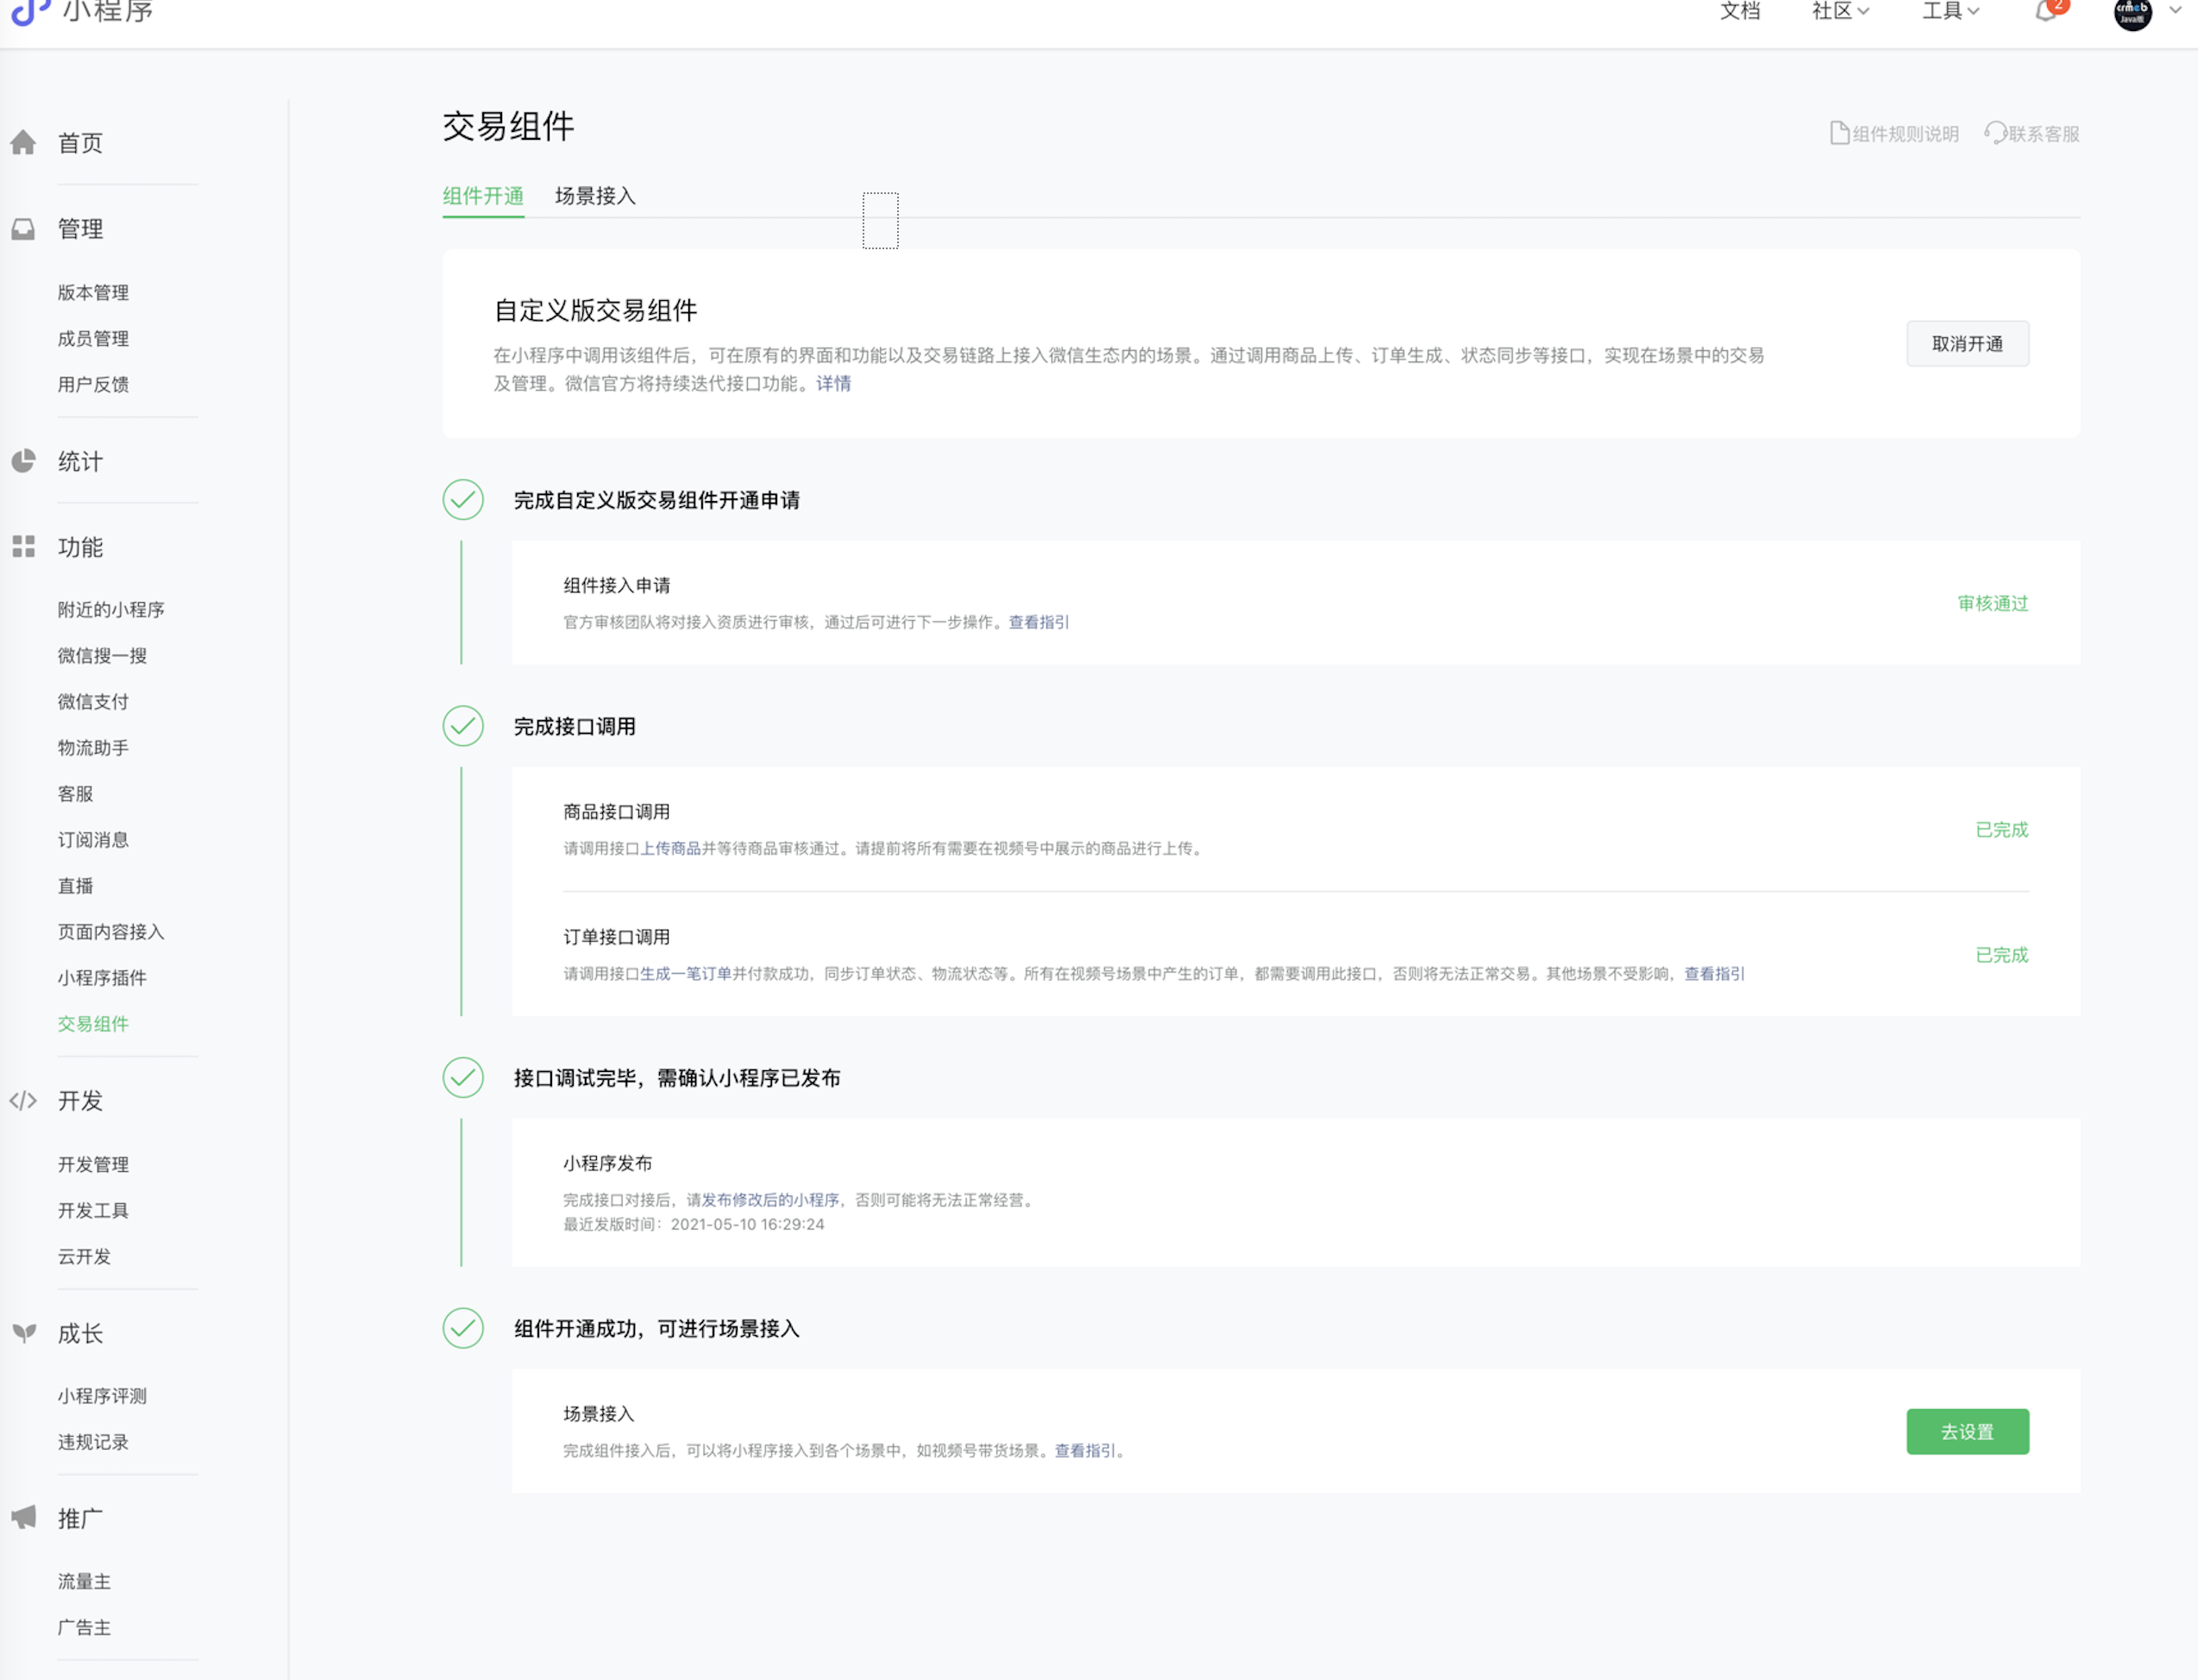 小程序
文档
社区
工具
2
crmeb
Java版
首页
管理
版本管理
成员管理
用户反馈
统计
功能
附近的小程序
微信搜一搜
微信支付
物流助手
客服
订阅消息
直播
页面内容接入
小程序插件
交易组件
开发
开发管理
开发工具
云开发
成长
小程序评测
违规记录
推广
流量主
广告主
交易组件
组件规则说明
联系客服
组件开通
场景接入
自定义版交易组件
在小程序中调用该组件后，可在原有的界面和功能以及交易链路上接入微信生态内的场景。通过调用商品上传、订单生成、状态同步等接口，实现在场景中的交易
及管理。微信官方将持续迭代接口功能。详情
取消开通
完成自定义版交易组件开通申请
组件接入申请
官方审核团队将对接入资质进行审核，通过后可进行下一步操作。查看指引
审核通过
完成接口调用
商品接口调用
请调用接口上传商品并等待商品审核通过。请提前将所有需要在视频号中展示的商品进行上传。
已完成
订单接口调用
请调用接口生成一笔订单并付款成功，同步订单状态、物流状态等。所有在视频号场景中产生的订单，都需要调用此接口，否则将无法正常交易。其他场景不受影响，查看指引
已完成
接口调试完毕，需确认小程序已发布
小程序发布
完成接口对接后，请发布修改后的小程序，否则可能将无法正常经营。
最近发版时间：2021-05-10 16:29:24
组件开通成功，可进行场景接入
场景接入
完成组件接入后，可以将小程序接入到各个场景中，如视频号带货场景。查看指引。
去设置